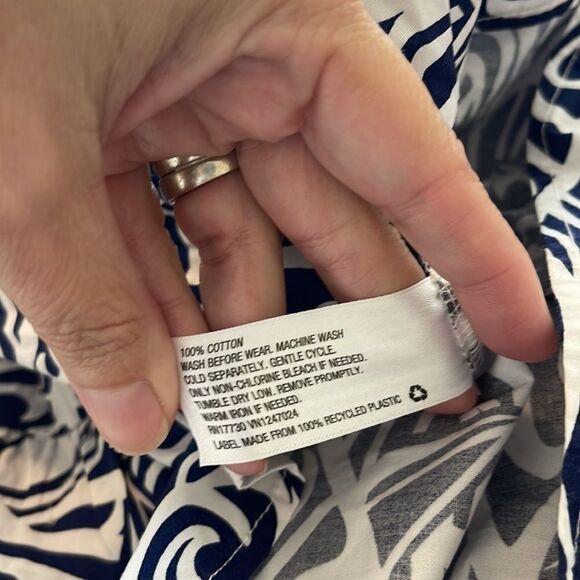 100% COTTON
WASH BEFORE WEAR. MACHINE WASH
COLD SEPARATELY. GENTLE CYCLE.
ONLY NON-CHLORINE BLEACH IF NEEDED.
TUMBLE DRY LOW. REMOVE PROMPTLY.
WARM IRON IF NEEDED.
RN17730 VN1247024
LABEL MADE FROM 100% RECYCLED PLASTIC